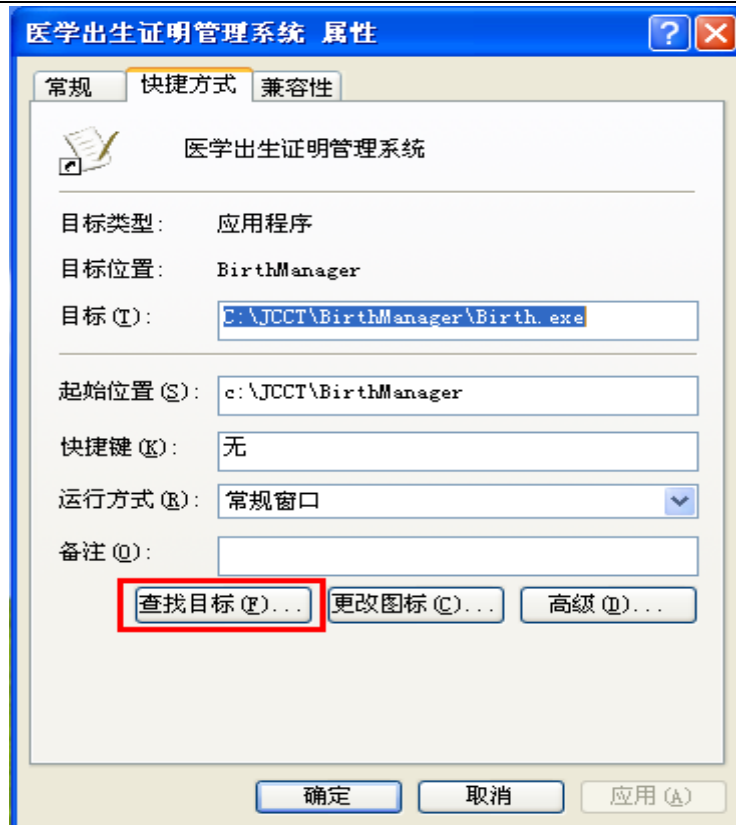 医学出生证明管理系统 属性
常规 快捷方式 兼容性
医学出生证明管理系统
目标类型: 应用程序
目标位置: BirthManager
目标(T): C:\JCCT\BirthManager\Birth.exe
起始位置(S): c:\JCCT\BirthManager
快捷键(K): 无
运行方式(R): 常规窗口
备注(O):
查找目标(F)... 更改图标(C)... 高级(D)...
确定 取消 应用(A)